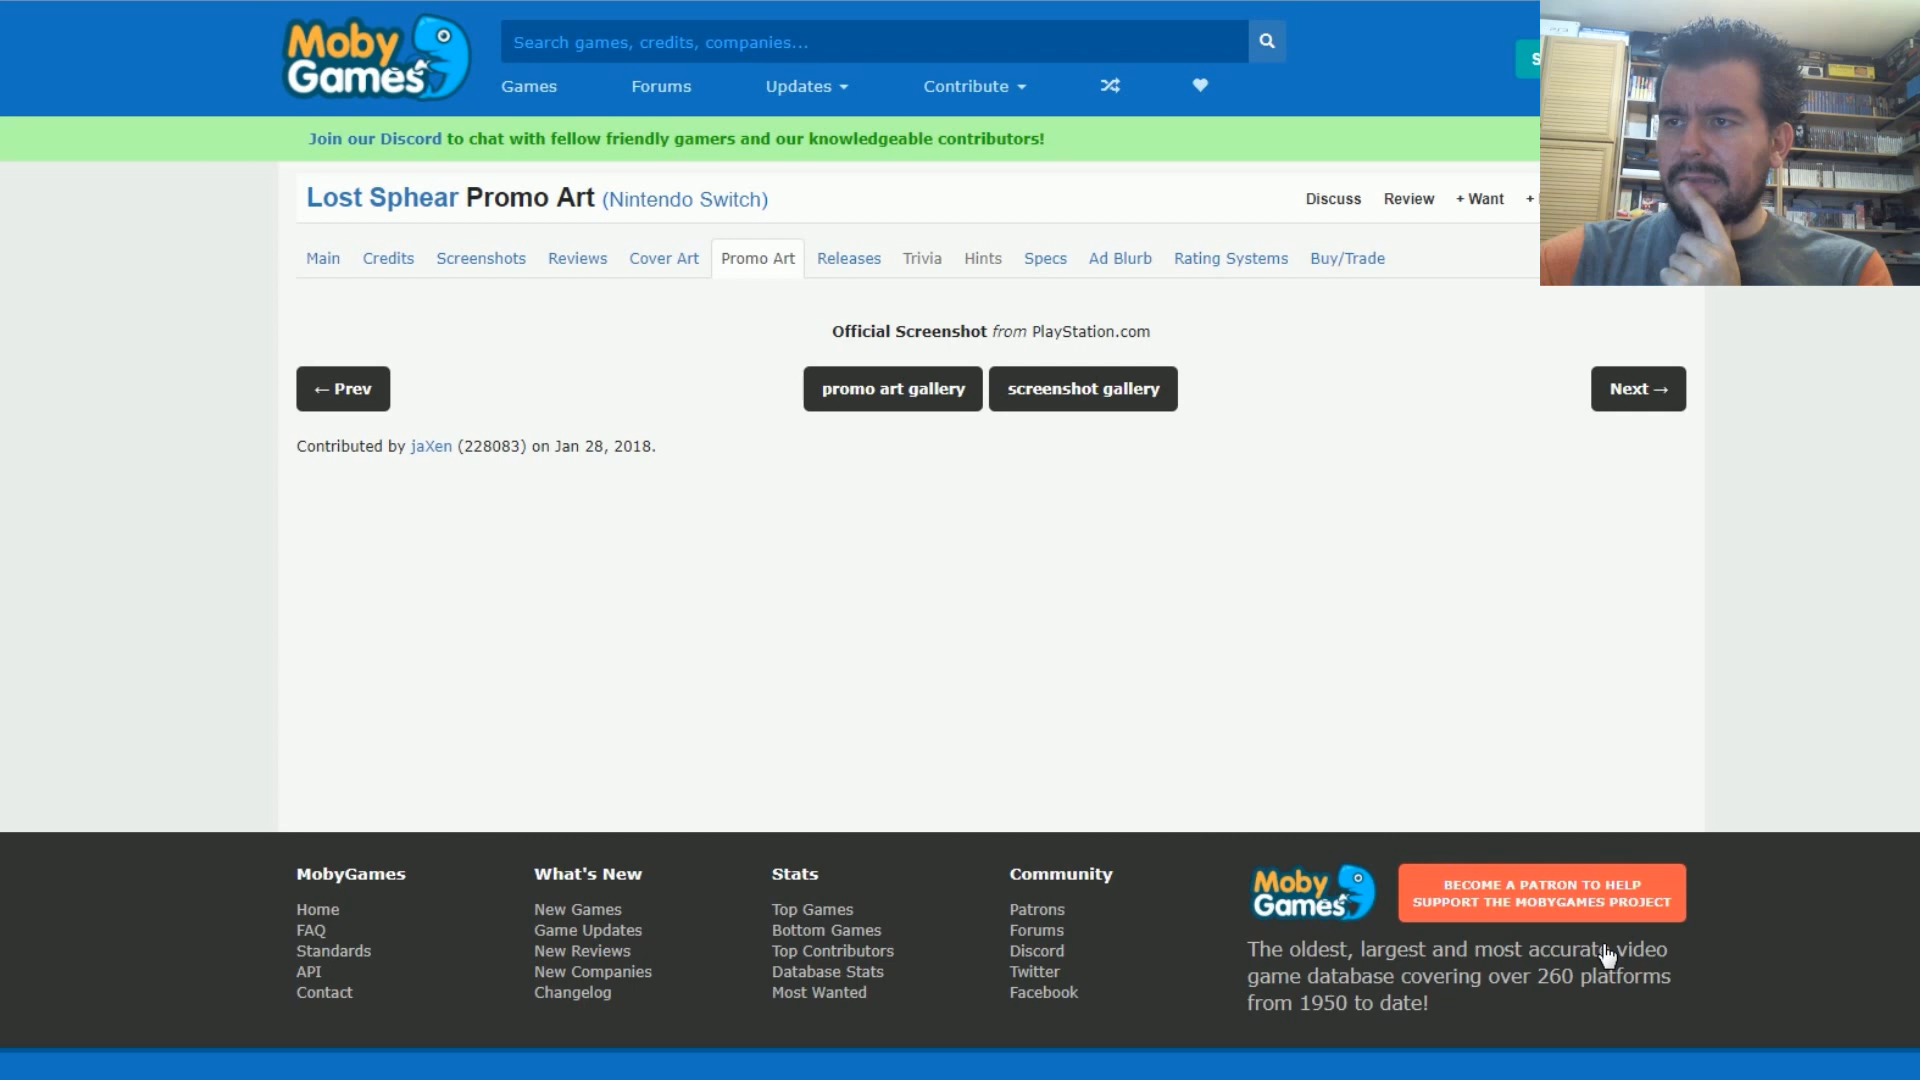 Moby
Games
Search games, credits, companies...
Games Forums Updates Contribute
S
Join our Discord to chat with fellow friendly gamers and our knowledgeable contributors!
Lost Sphear Promo Art (Nintendo Switch)
Discuss Review + Want +
Main Credits Screenshots Reviews Cover Art Promo Art Releases Trivia Hints Specs Ad Blurb Rating Systems Buy/Trade
Official Screenshot from PlayStation.com
← Prev promo art gallery screenshot gallery Next →
Contributed by jaXen (228083) on Jan 28, 2018.
MobyGames
Home
FAQ
Standards
API
Contact
What's New
New Games
Game Updates
New Reviews
New Companies
Changelog
Stats
Top Games
Bottom Games
Top Contributors
Database Stats
Most Wanted
Community
Patrons
Forums
Discord
Twitter
Facebook
Moby
Games
BECOME A PATRON TO HELP
SUPPORT THE MOBYGAMES PROJECT
The oldest, largest and most accurate video
game database covering over 260 platforms
from 1950 to date!